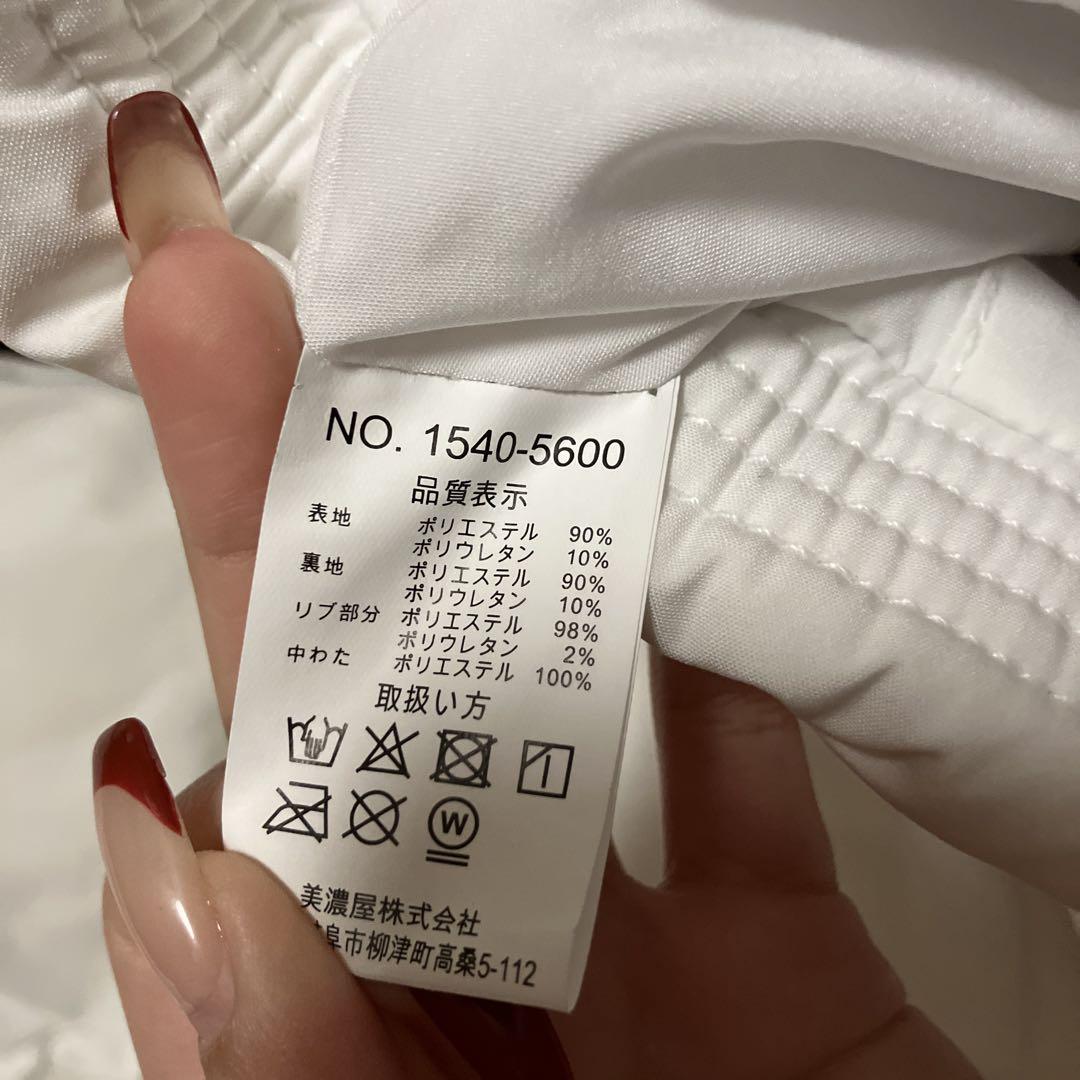 NO. 1540-5600
品質表示
表地 ポリエステル 90%
ポリウレタン 10%
裏地 ポリエステル 90%
ポリウレタン 10%
リブ部分 ポリエステル 98%
ポリウレタン 2%
中わた ポリエステル 100%
取扱い方
W
美濃屋株式会社
阜市柳津町高桑5-112